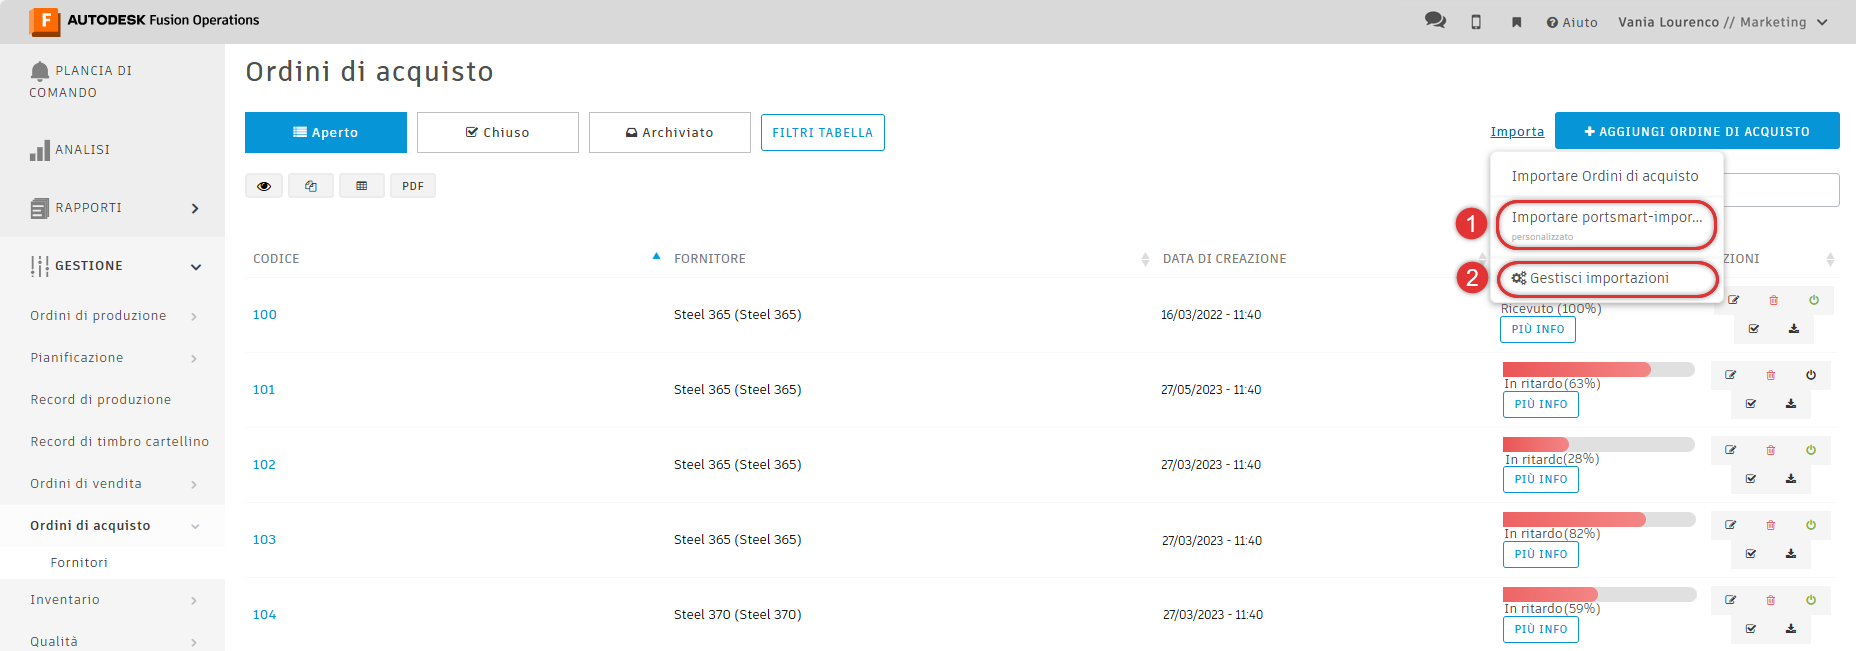 F AUTODESK Fusion Operations
Aiuto
Vania Lourenco // Marketing
PLANCIA DI
COMANDO
ANALISI
RAPPORTI
GESTIONE
Ordini di produzione
Pianificazione
Record di produzione
Record di timbro cartellino
Ordini di vendita
Ordini di acquisto
Fornitori
Inventario
Qualità
Ordini di acquisto
Aperto
Chiuso
Archiviato
FILTRI TABELLA
Importa
+ AGGIUNGI ORDINE DI ACQUISTO
PDF
Importare Ordini di acquisto
1
Importare portsmart-impor...
personalizzato
2
Gestisci importazioni
CODICE FORNITORE DATA DI CREAZIONE ZIONI
100 Steel 365 (Steel 365) 16/03/2022 - 11:40
Ricevuto (100%)
PIÙ INFO
101 Steel 365 (Steel 365) 27/05/2023 - 11:40
In ritardo(63%)
PIÙ INFO
102 Steel 365 (Steel 365) 27/03/2023 - 11:40
In ritardo(28%)
PIÙ INFO
103 Steel 365 (Steel 365) 27/03/2023 - 11:40
In ritardo(82%)
PIÙ INFO
104 Steel 370 (Steel 370) 27/03/2023 - 11:40
In ritardo(59%)
PIÙ INFO